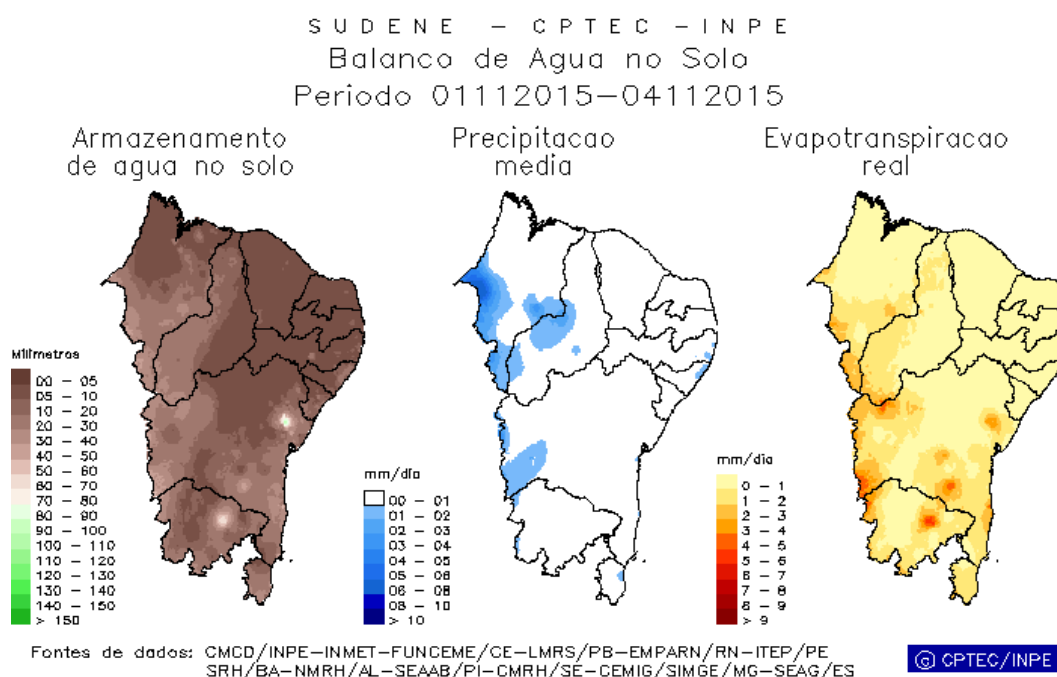 SUDENE - CPTEC - INPE
Balanco de Agua no Solo
Periodo 01112015-04112015
Armazenamento
de agua no solo
Precipitacao
media
Evapotranspiracao
real
Milímetros
00 - 05
05 - 10
10 - 20
20 - 30
30 - 40
40 - 50
50 - 60
60 - 70
70 - 80
80 - 90
90 - 100
100 - 110
110 - 120
120 - 130
130 - 140
140 - 150
> 150
mm/dia
00 - 01
01 - 02
02 - 03
03 - 04
04 - 05
05 - 06
06 - 08
08 - 10
> 10
mm/dia
0 - 1
1 - 2
2 - 3
3 - 4
4 - 5
5 - 6
6 - 7
7 - 8
8 - 9
> 9
Fontes de dados: CMCD/INPE-INMET-FUNCEME/CE-LMRS/PB-EMPARN/RN-ITEP/PE
SRH/BA-NMRH/AL-SEAAB/PI-CMRH/SE-CEMIG/SIMGE/MG-SEAG/ES
@ CPTEC/INPE